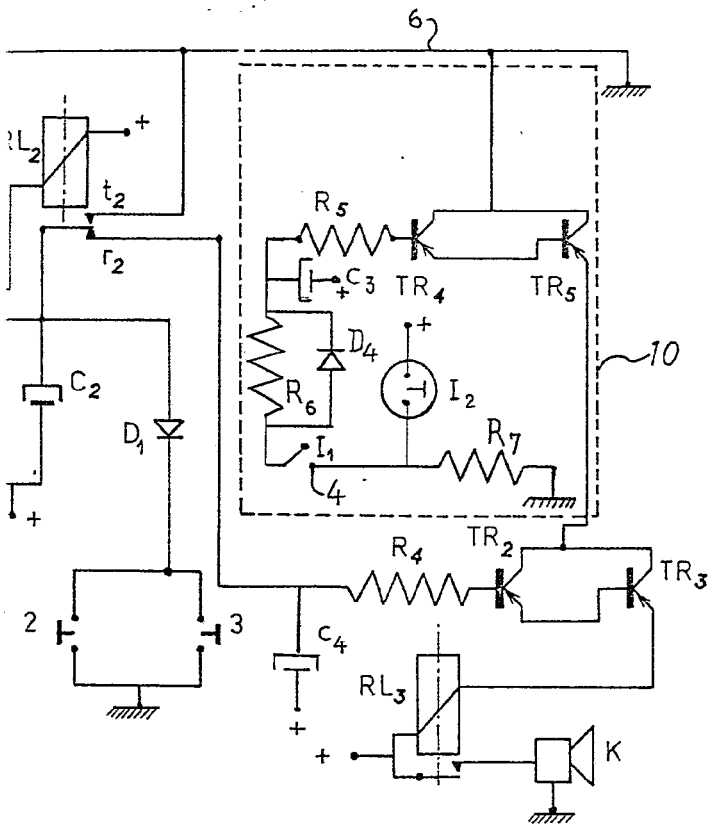 6
+
RL₂
t₂
r₂
R₅
C₃
+
TR₄
TR₅
D₄
+
10
R₆
I₂
C₂
D₁
I₁
R₇
4
+
TR₂
R₄
TR₃
2
3
C₄
RL₃
+
+
K